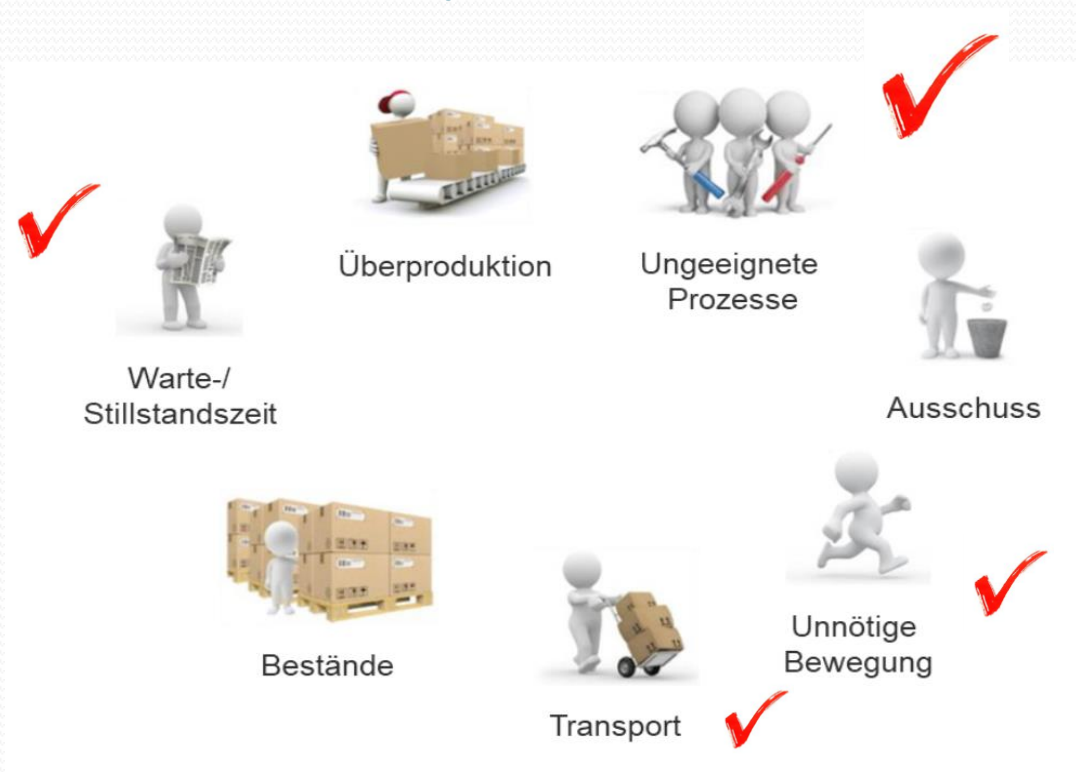 Überproduktion
Ungeeignete
Prozesse
Warte-/
Stillstandszeit
Ausschuss
Bestände
Unnötige
Bewegung
Transport